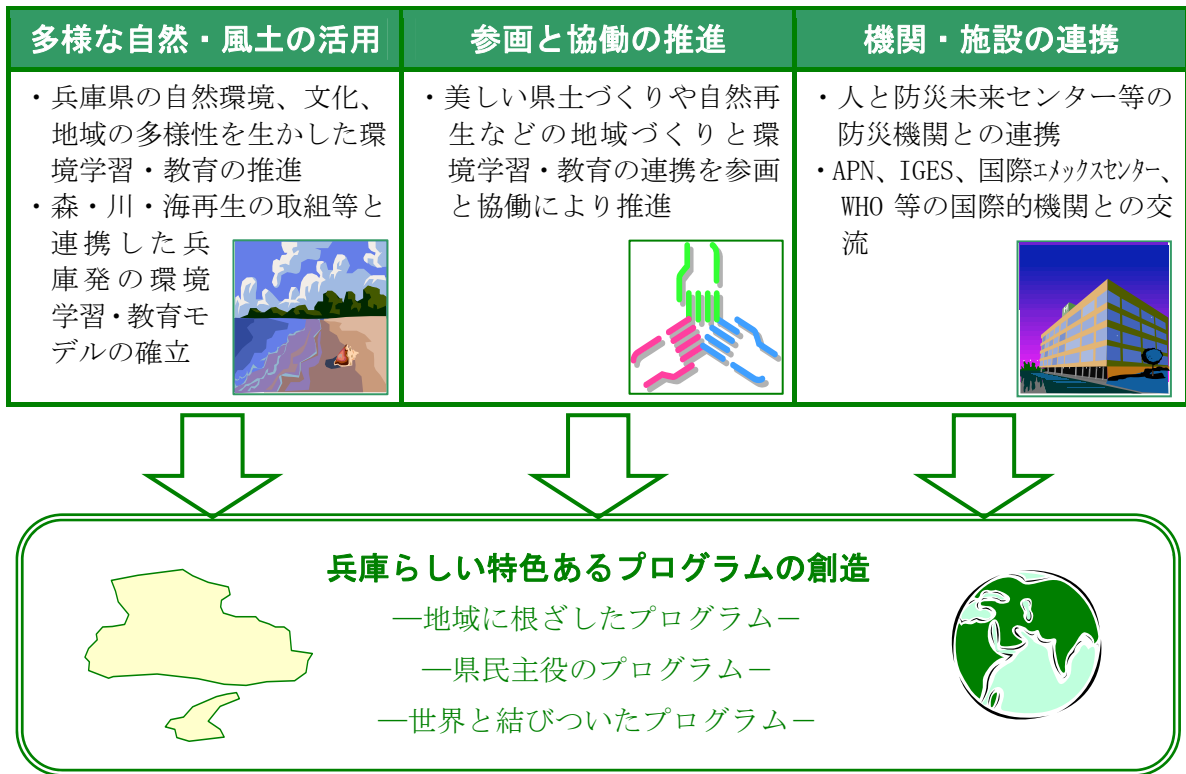 多様な自然・風土の活用
・兵庫県の自然環境、文化、
地域の多様性を生かした環
境学習・教育の推進
・森・川・海再生の取組等と
連携した兵
庫発の環境
学習・教育モ
デルの確立
参画と協働の推進
・美しい県土づくりや自然再
生などの地域づくりと環
境学習・教育の連携を参画
と協働により推進
機関・施設の連携
・人と防災未来センター等の
防災機関との連携
・APN、IGES、国際ｴﾒｯｸｽｾﾝﾀｰ、
WHO 等の国際的機関との交
流
兵庫らしい特色あるプログラムの創造
―地域に根ざしたプログラム－
―県民主役のプログラム－
―世界と結びついたプログラム－